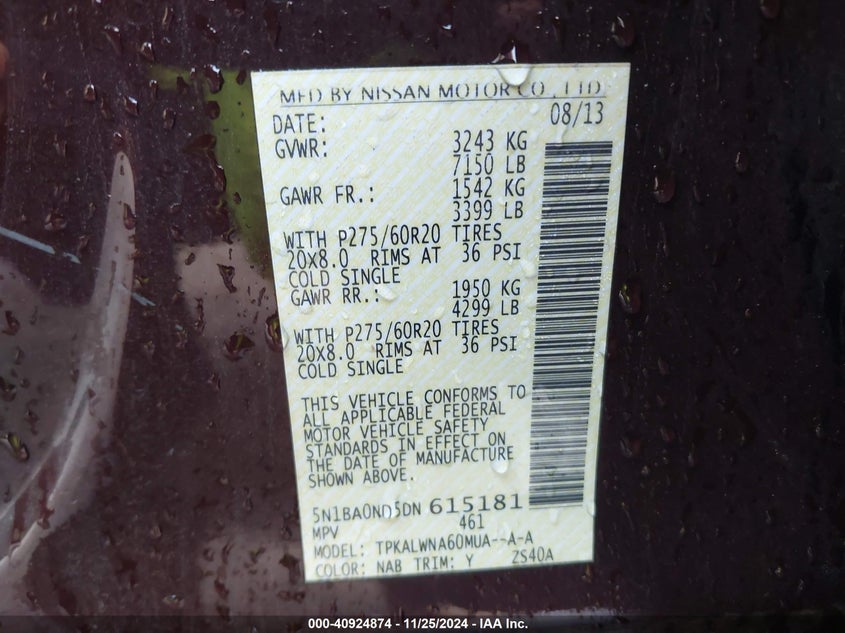 MFD BY NISSAN MOTOR CO., LTD.
DATE: 08/13
GVWR: 3243 KG
7150 LB
GAWR FR.: 1542 KG
3399 LB
WITH P275/60R20 TIRES
20X8.0 RIMS AT 36 PSI
COLD SINGLE
GAWR RR.: 1950 KG
4299 LB
WITH P275/60R20 TIRES
20X8.0 RIMS AT 36 PSI
COLD SINGLE
THIS VEHICLE CONFORMS TO
ALL APPLICABLE FEDERAL
MOTOR VEHICLE SAFETY
STANDARDS IN EFFECT ON
THE DATE OF MANUFACTURE
SHOWN ABOVE.
5N1BA0ND5DN 615181
MPV 461
MODEL: TPKALWNA60MUA--A-A
COLOR: NAB TRIM: Y ZS40A
000-40924874 - 11/25/2024 - IAA Inc.